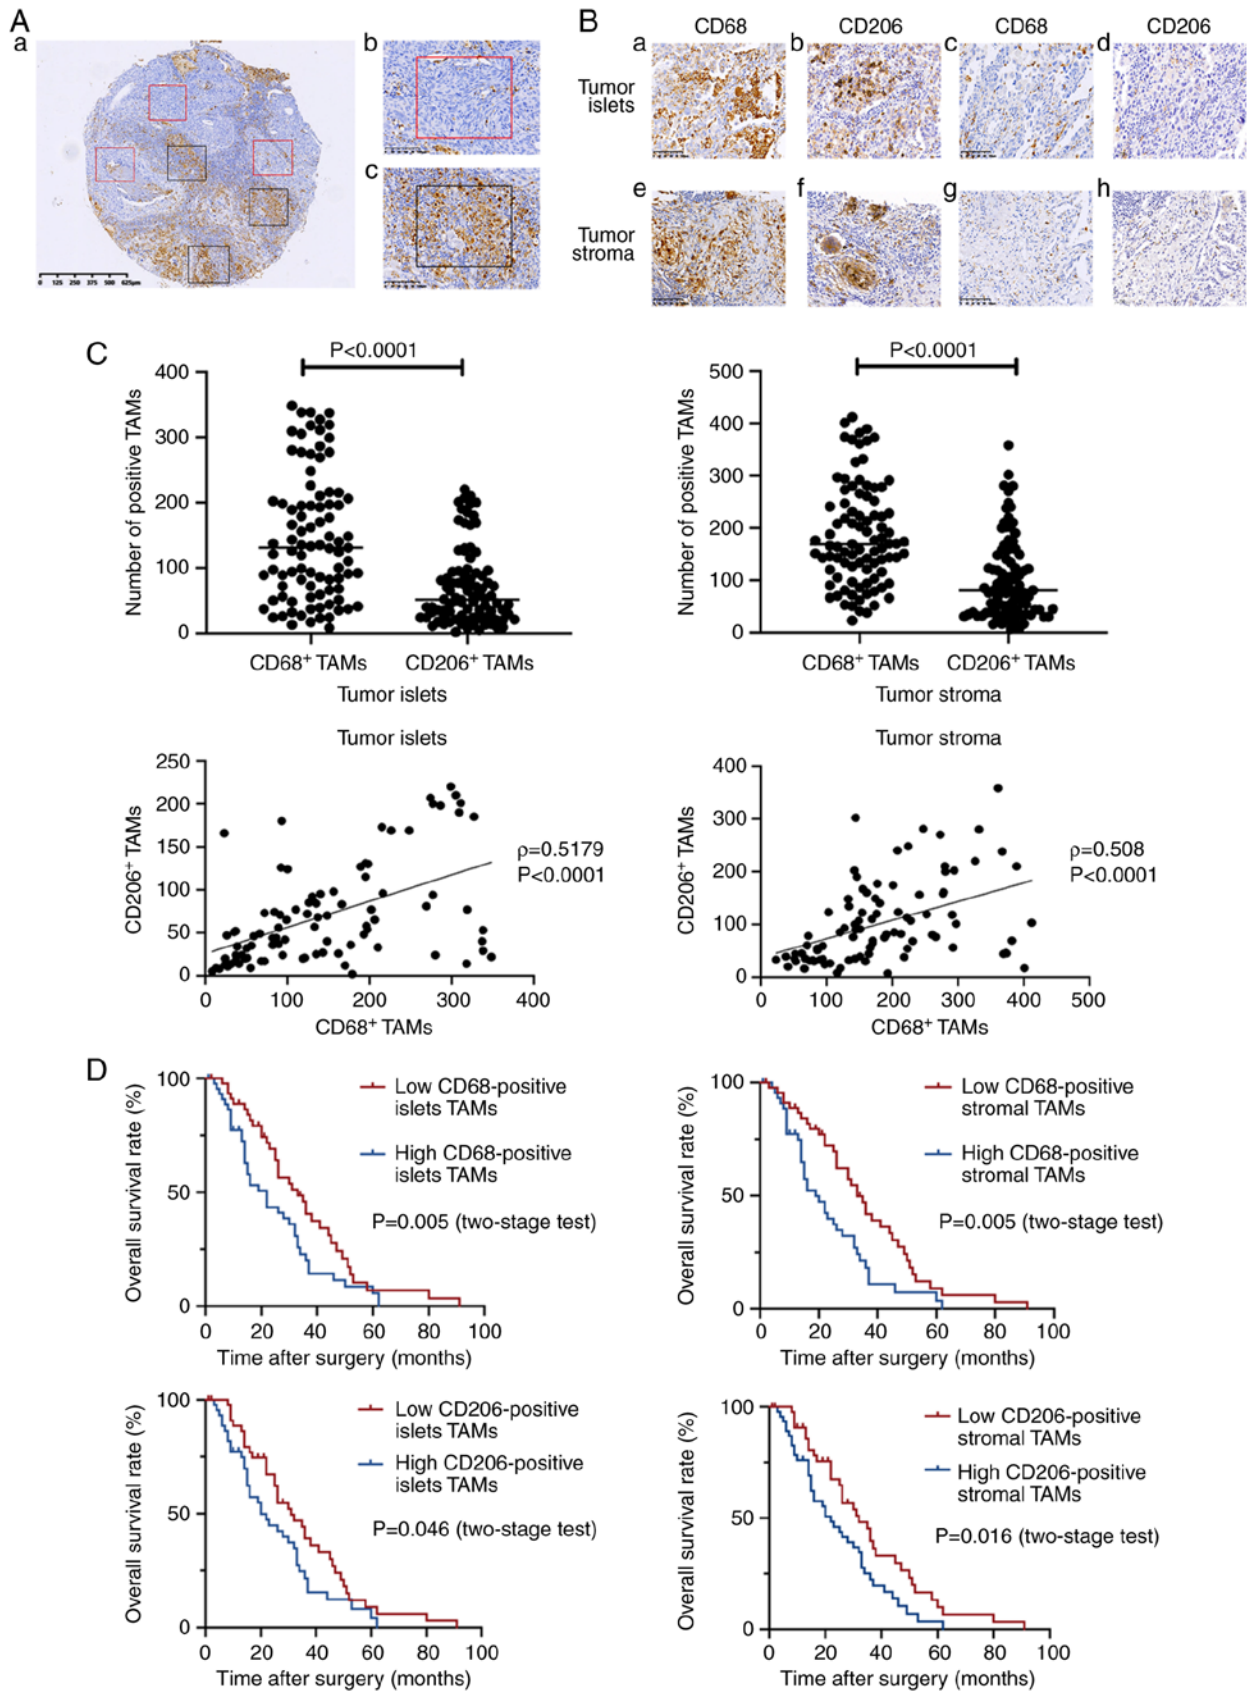 A
a
0 125 250 375 500 625µm
b
c
B
CD68
CD206
CD68
CD206
a
b
c
d
Tumor
islets
e
f
g
h
Tumor
stroma
C
P<0.0001
Number of positive TAMs
400
300
200
100
0
CD68⁺ TAMs
CD206⁺ TAMs
Tumor islets
P<0.0001
Number of positive TAMs
500
400
300
200
100
0
CD68⁺ TAMs
CD206⁺ TAMs
Tumor stroma
Tumor islets
CD206⁺ TAMs
250
200
150
100
50
0
0 100 200 300 400
CD68⁺ TAMs
ρ=0.5179
P<0.0001
Tumor stroma
CD206⁺ TAMs
400
300
200
100
0
0 100 200 300 400 500
CD68⁺ TAMs
ρ=0.508
P<0.0001
D
Overall survival rate (%)
100
50
0
0 20 40 60 80 100
Time after surgery (months)
Low CD68-positive
islets TAMs
High CD68-positive
islets TAMs
P=0.005 (two-stage test)
Overall survival rate (%)
100
50
0
0 20 40 60 80 100
Time after surgery (months)
Low CD68-positive
stromal TAMs
High CD68-positive
stromal TAMs
P=0.005 (two-stage test)
Overall survival rate (%)
100
50
0
0 20 40 60 80 100
Time after surgery (months)
Low CD206-positive
islets TAMs
High CD206-positive
islets TAMs
P=0.046 (two-stage test)
Overall survival rate (%)
100
50
0
0 20 40 60 80 100
Time after surgery (months)
Low CD206-positive
stromal TAMs
High CD206-positive
stromal TAMs
P=0.016 (two-stage test)